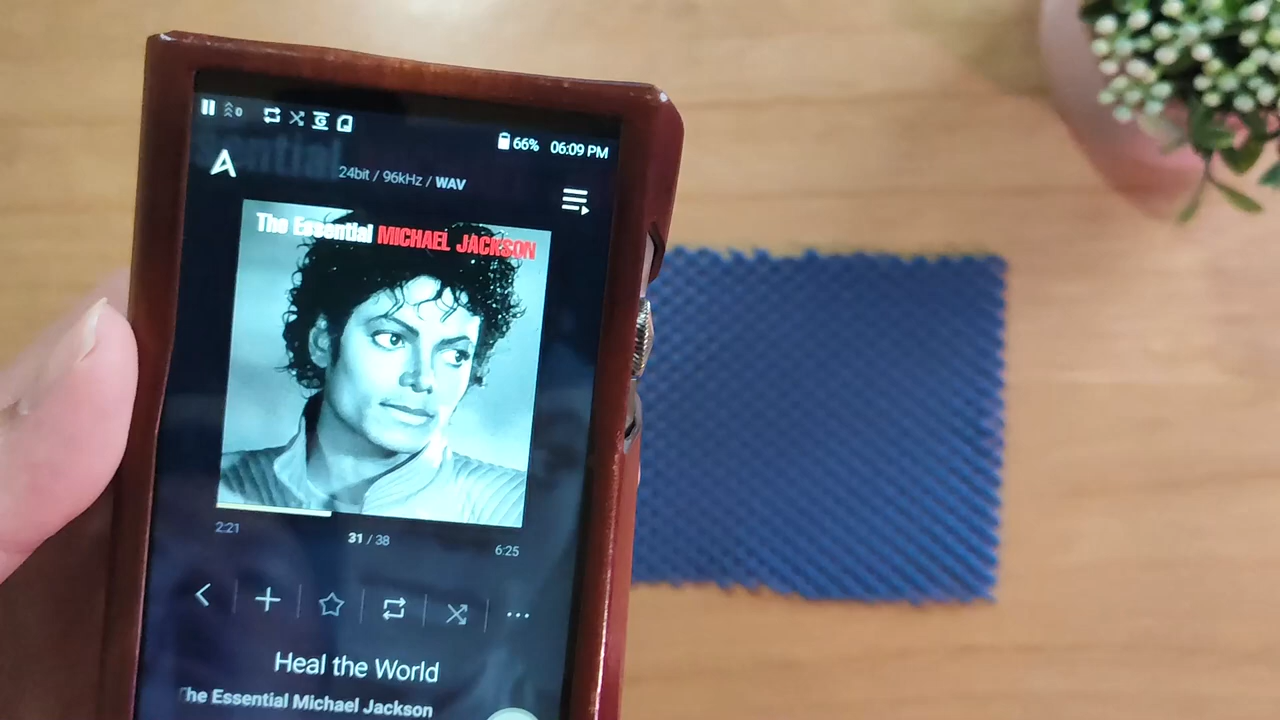 0
G
66% 06:09 PM
24bit / 96kHz / WAV
The Essential MICHAEL JACKSON
2:21
31 / 38
6:25
Heal the World
The Essential Michael Jackson